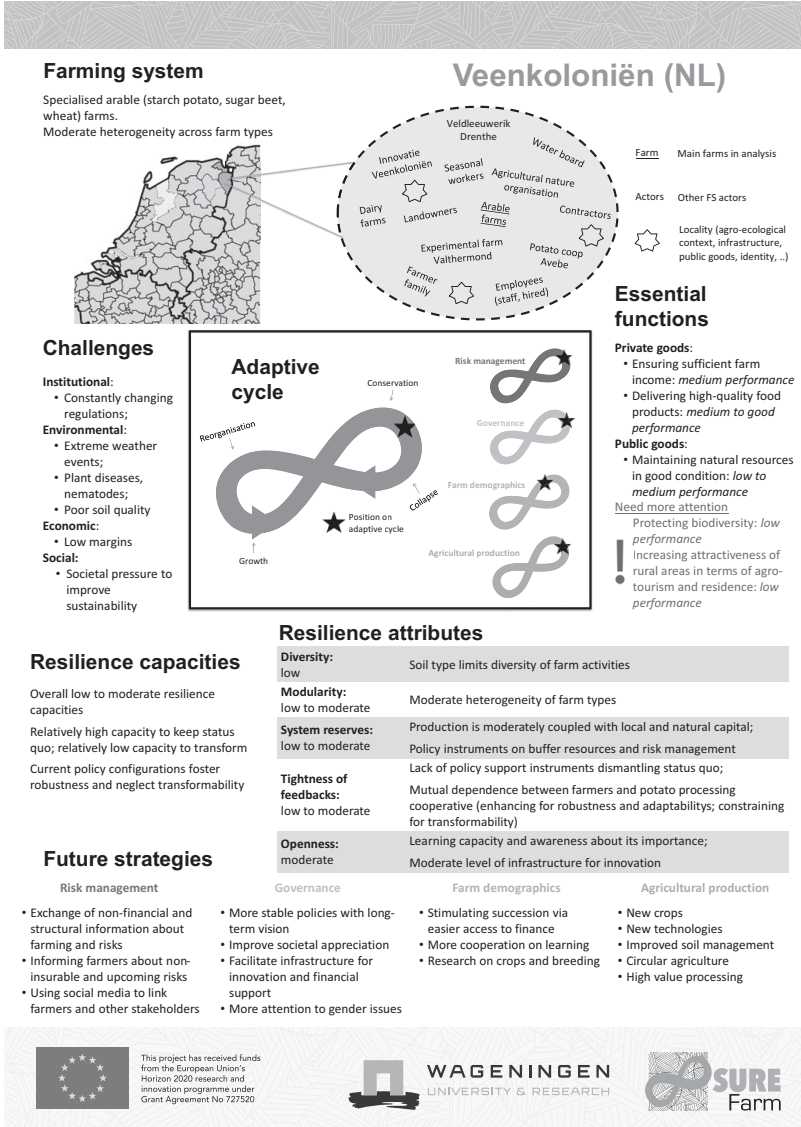 Farming system
Veenkoloniën (NL)
Specialised arable (starch potato, sugar beet,
wheat) farms.
Moderate heterogeneity across farm types
Veldleeuwerik
Drenthe
Water board
Innovatie
Veenkoloniën
Seasonal
workers
Agricultural nature
organisation
Dairy
farms
Landowners
Arable
farms
Contractors
Experimental farm
Valthermond
Potato coop
Avebe
Farmer
family
Employees
(staff, hired)
Farm Main farms in analysis
Actors Other FS actors
Locality (agro-ecological
context, infrastructure,
public goods, identity, ..)
Essential
functions
Private goods:
• Ensuring sufficient farm
income: medium performance
• Delivering high-quality food
products: medium to good
performance
Public goods:
• Maintaining natural resources
in good condition: low to
medium performance
Need more attention
Protecting biodiversity: low
performance
!
Increasing attractiveness of
rural areas in terms of agro-
tourism and residence: low
performance
Challenges
Institutional:
• Constantly changing
regulations;
Environmental:
• Extreme weather
events;
• Plant diseases,
nematodes;
• Poor soil quality
Economic:
• Low margins
Social:
• Societal pressure to
improve
sustainability
Adaptive
cycle
Conservation
Reorganisation
Collapse
Position on
adaptive cycle
Growth
Risk management
Governance
Farm demographics
Agricultural production
Resilience capacities
Overall low to moderate resilience
capacities
Relatively high capacity to keep status
quo; relatively low capacity to transform
Current policy configurations foster
robustness and neglect transformability
Resilience attributes
Diversity:
low
Soil type limits diversity of farm activities
Modularity:
low to moderate
Moderate heterogeneity of farm types
System reserves:
low to moderate
Production is moderately coupled with local and natural capital;
Policy instruments on buffer resources and risk management
Tightness of
feedbacks:
low to moderate
Lack of policy support instruments dismantling status quo;
Mutual dependence between farmers and potato processing
cooperative (enhancing for robustness and adaptabilitys; constraining
for transformability)
Openness:
moderate
Learning capacity and awareness about its importance;
Moderate level of infrastructure for innovation
Future strategies
Risk management
• Exchange of non-financial and
structural information about
farming and risks
• Informing farmers about non-
insurable and upcoming risks
• Using social media to link
farmers and other stakeholders
Governance
• More stable policies with long-
term vision
• Improve societal appreciation
• Facilitate infrastructure for
innovation and financial
support
• More attention to gender issues
Farm demographics
• Stimulating succession via
easier access to finance
• More cooperation on learning
• Research on crops and breeding
Agricultural production
• New crops
• New technologies
• Improved soil management
• Circular agriculture
• High value processing
This project has received funds
from the European Union's
Horizon 2020 research and
innovation programme under
Grant Agreement No 727520
WAGENINGEN
UNIVERSITY & RESEARCH
SURE
Farm